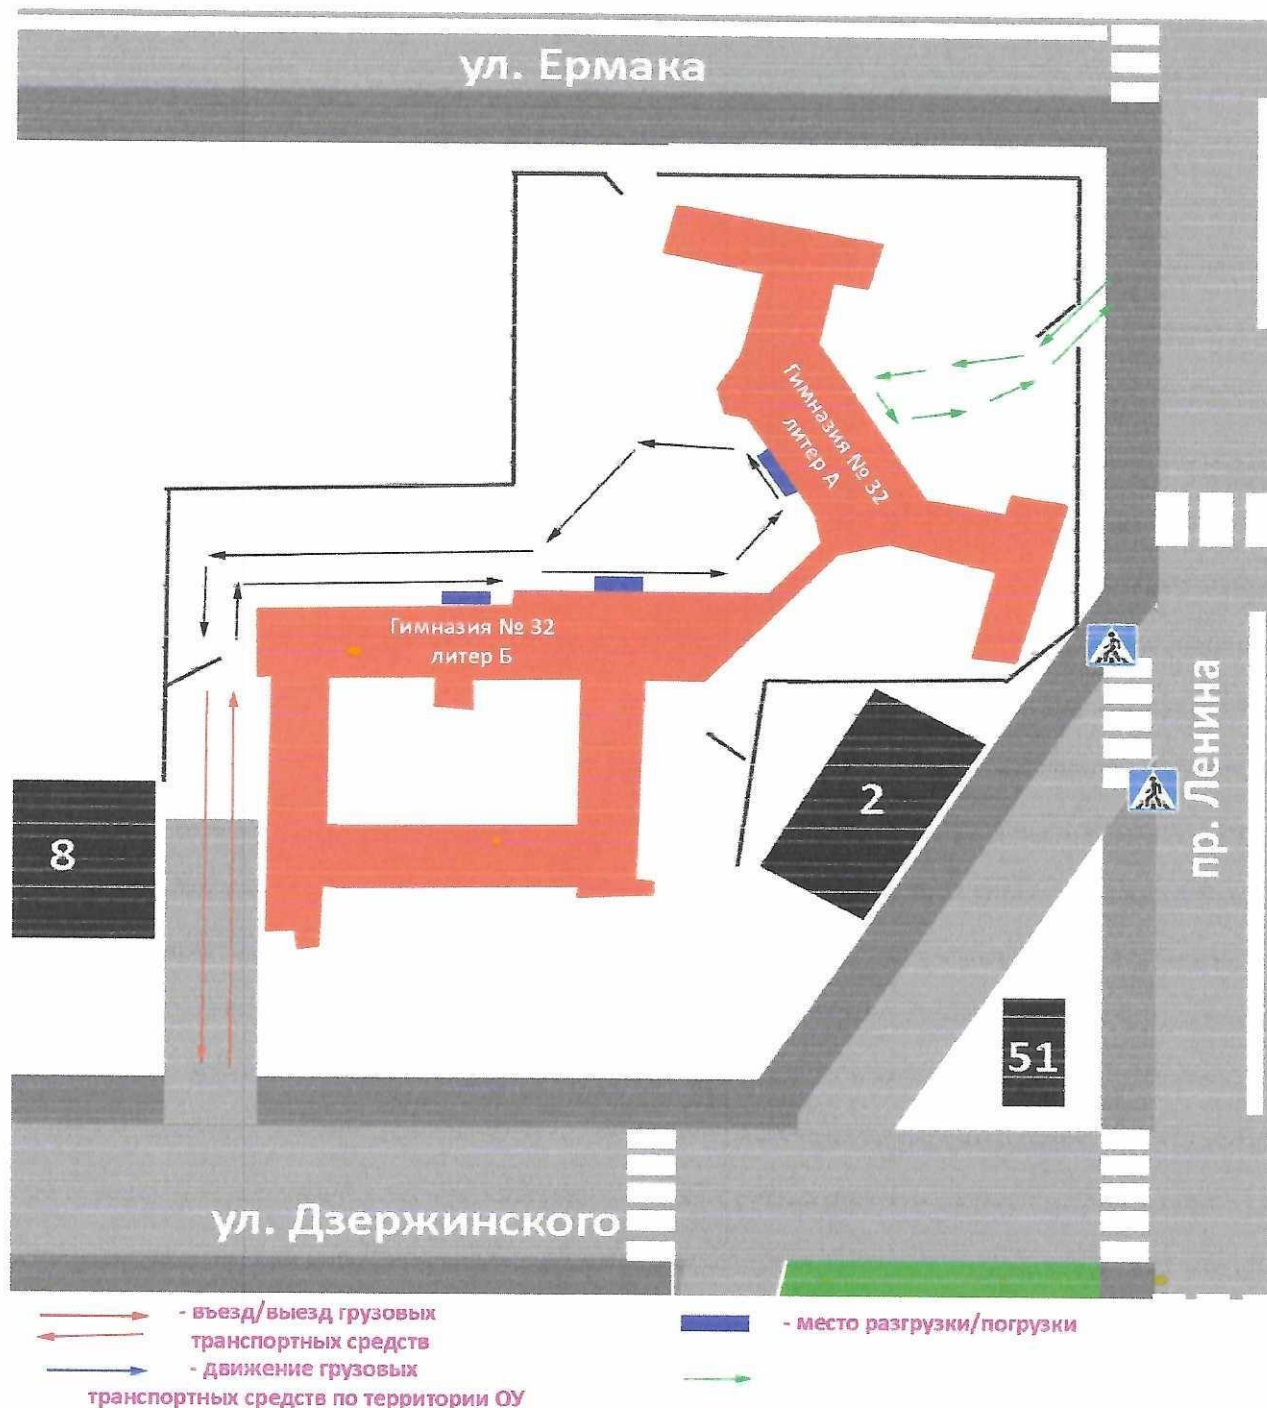 ул. Ермака
Гимназия № 32
литер А
Гимназия № 32
литер Б
пр. Ленина
2
8
51
ул. Дзержинского
- въезд/выезд грузовых
транспортных средств
- движение грузовых
транспортных средств по территории ОУ
- место разгрузки/погрузки